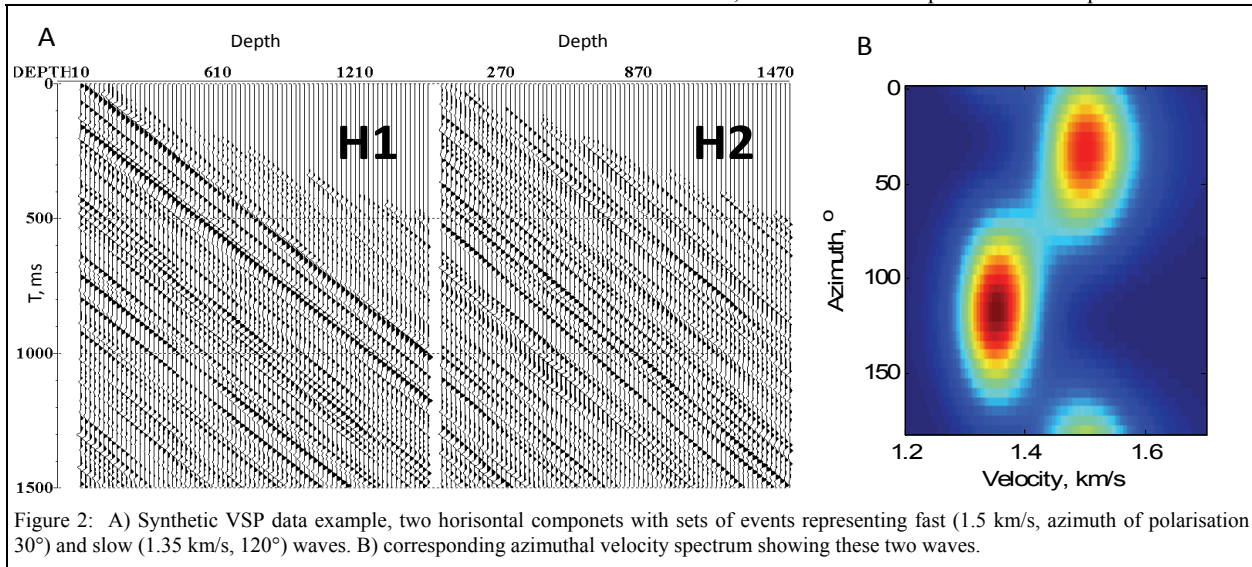 A
Depth
Depth
B
DEPTH10 610 1210 270 870 1470
0
500
1000
1500
T, ms
H1
H2
0
50
100
150
Azimuth, °
1.2 1.4 1.6
Velocity, km/s
Figure 2: A) Synthetic VSP data example, two horisontal componets with sets of events representing fast (1.5 km/s, azimuth of polarisation
30°) and slow (1.35 km/s, 120°) waves. B) corresponding azimuthal velocity spectrum showing these two waves.